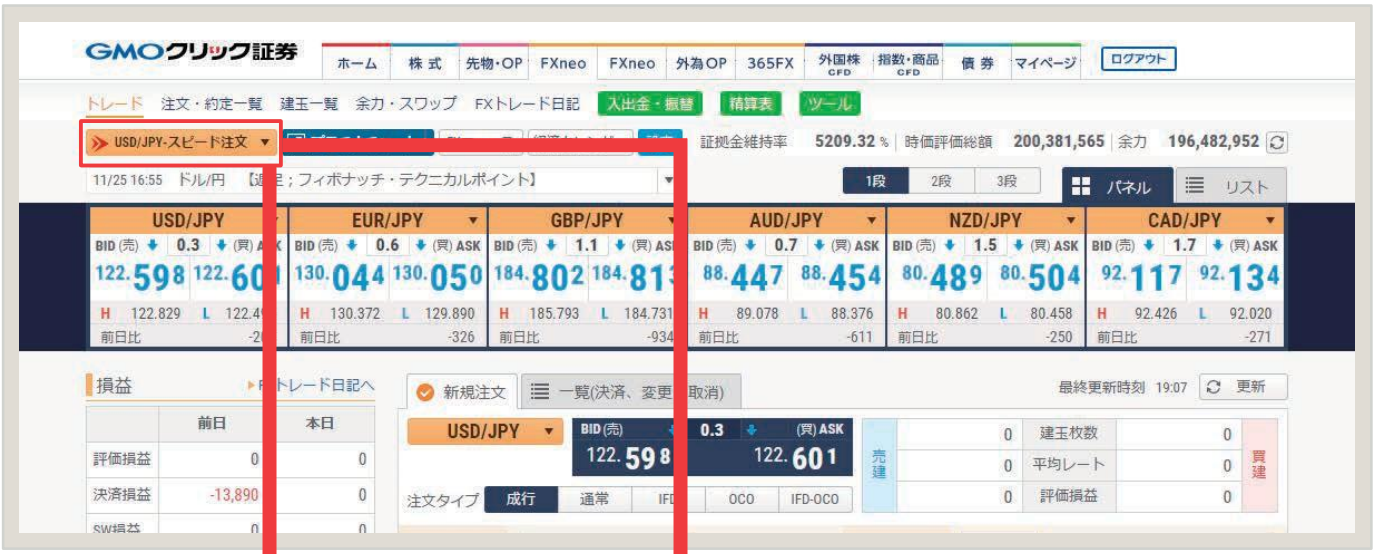 GMOクリック証券
ホーム 株式 先物・OP FXneo FXneo 外為OP 365FX 外国株 CFD 指数・商品 CFD 債券 マイページ ログアウト
トレード 注文・約定一覧 建玉一覧 余力・スワップ FXトレード日記 入出金・振替 精算表 ツール
USD/JPY-スピード注文 ▼ 証拠金維持率 5209.32 % 時価評価総額 200,381,565 余力 196,482,952
11/25 16:55 ドル/円 【週足；フィボナッチ・テクニカルポイント】 ▼ 1段 2段 3段 パネル リスト
USD/JPY EUR/JPY ▼ GBP/JPY AUD/JPY ▼ NZD/JPY ▼ CAD/JPY ▼
BID (売) 0.3 (買) ASK BID (売) 0.6 (買) ASK BID (売) 1.1 (買) ASK BID (売) 0.7 (買) ASK BID (売) 1.5 (買) ASK BID (売) 1.7 (買) ASK
122.598 122.601 130.044 130.050 184.802 184.813 88.447 88.454 80.489 80.504 92.117 92.134
H 122.829 L 122.4 H 130.372 L 129.890 H 185.793 L 184.731 H 89.078 L 88.376 H 80.862 L 80.458 H 92.426 L 92.020
前日比 前日比 -326 前日比 -934 前日比 -611 前日比 -250 前日比 -271
損益 トレード日記へ 新規注文 一覧(決済、変更 取消) 最終更新時刻 19:07 更新
前日 本日 USD/JPY ▼ BID (売) 0.3 (買) ASK 0 建玉枚数 0
評価損益 0 0 122.598 122.601 売建 0 平均レート 0 買建
決済損益 -13,890 0 注文タイプ 成行 通常 IFD OCO IFD-OCO 0 評価損益 0
SW損益 0 0